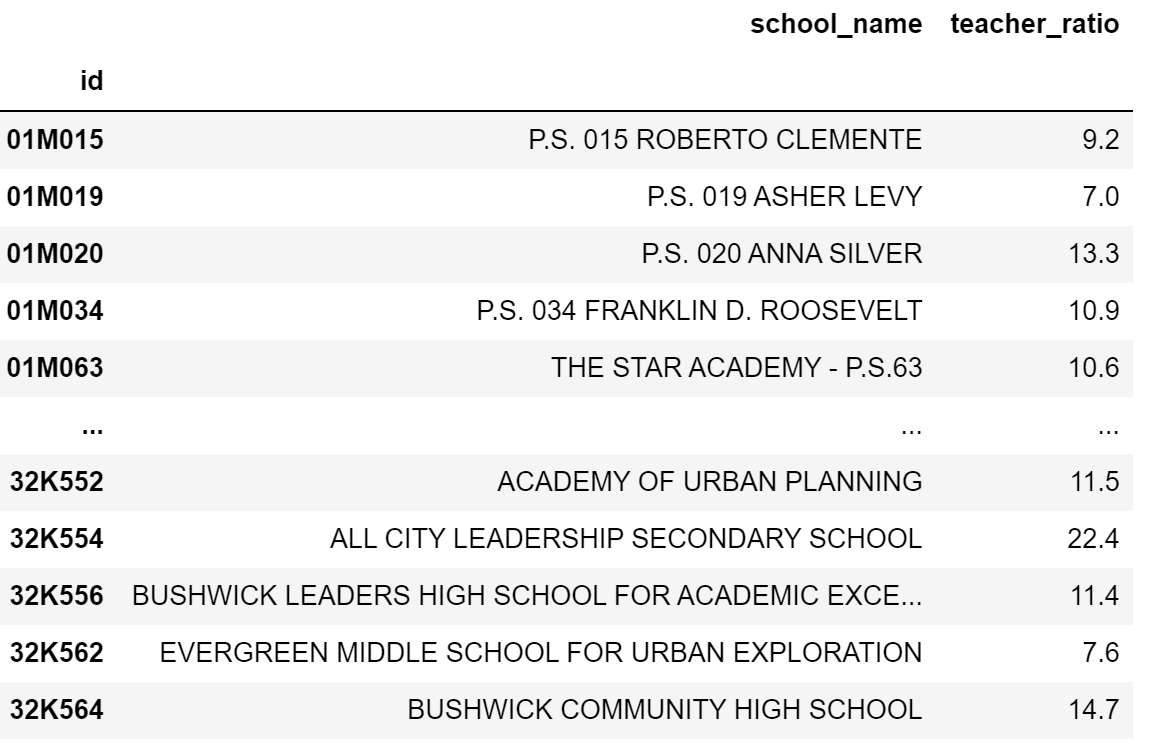 school_name teacher_ratio
id
01M015 P.S. 015 ROBERTO CLEMENTE 9.2
01M019 P.S. 019 ASHER LEVY 7.0
01M020 P.S. 020 ANNA SILVER 13.3
01M034 P.S. 034 FRANKLIN D. ROOSEVELT 10.9
01M063 THE STAR ACADEMY - P.S.63 10.6
... ... ...
32K552 ACADEMY OF URBAN PLANNING 11.5
32K554 ALL CITY LEADERSHIP SECONDARY SCHOOL 22.4
32K556 BUSHWICK LEADERS HIGH SCHOOL FOR ACADEMIC EXCE... 11.4
32K562 EVERGREEN MIDDLE SCHOOL FOR URBAN EXPLORATION 7.6
32K564 BUSHWICK COMMUNITY HIGH SCHOOL 14.7